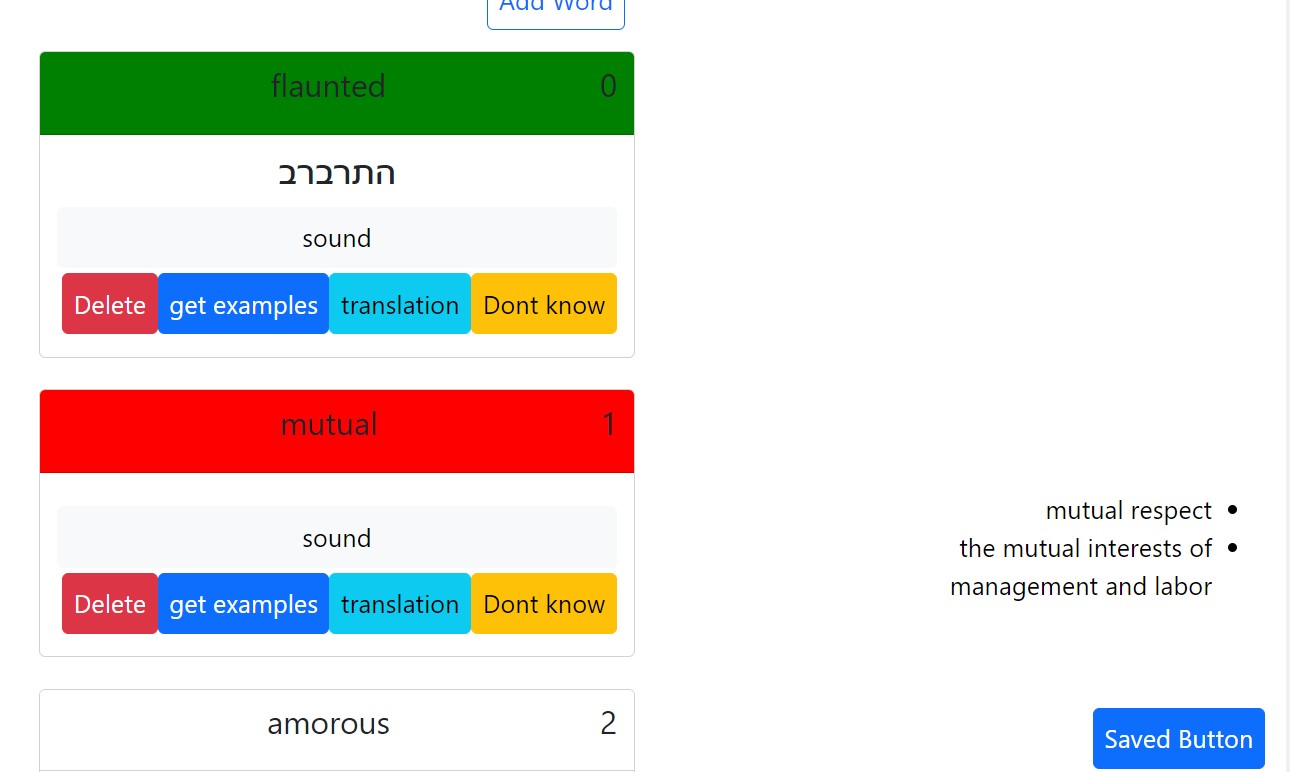 Add Word
flaunted 0
התרברב
sound
Delete get examples translation Dont know
mutual 1
sound
Delete get examples translation Dont know
amorous 2
• mutual respect
• the mutual interests of
management and labor
Saved Button